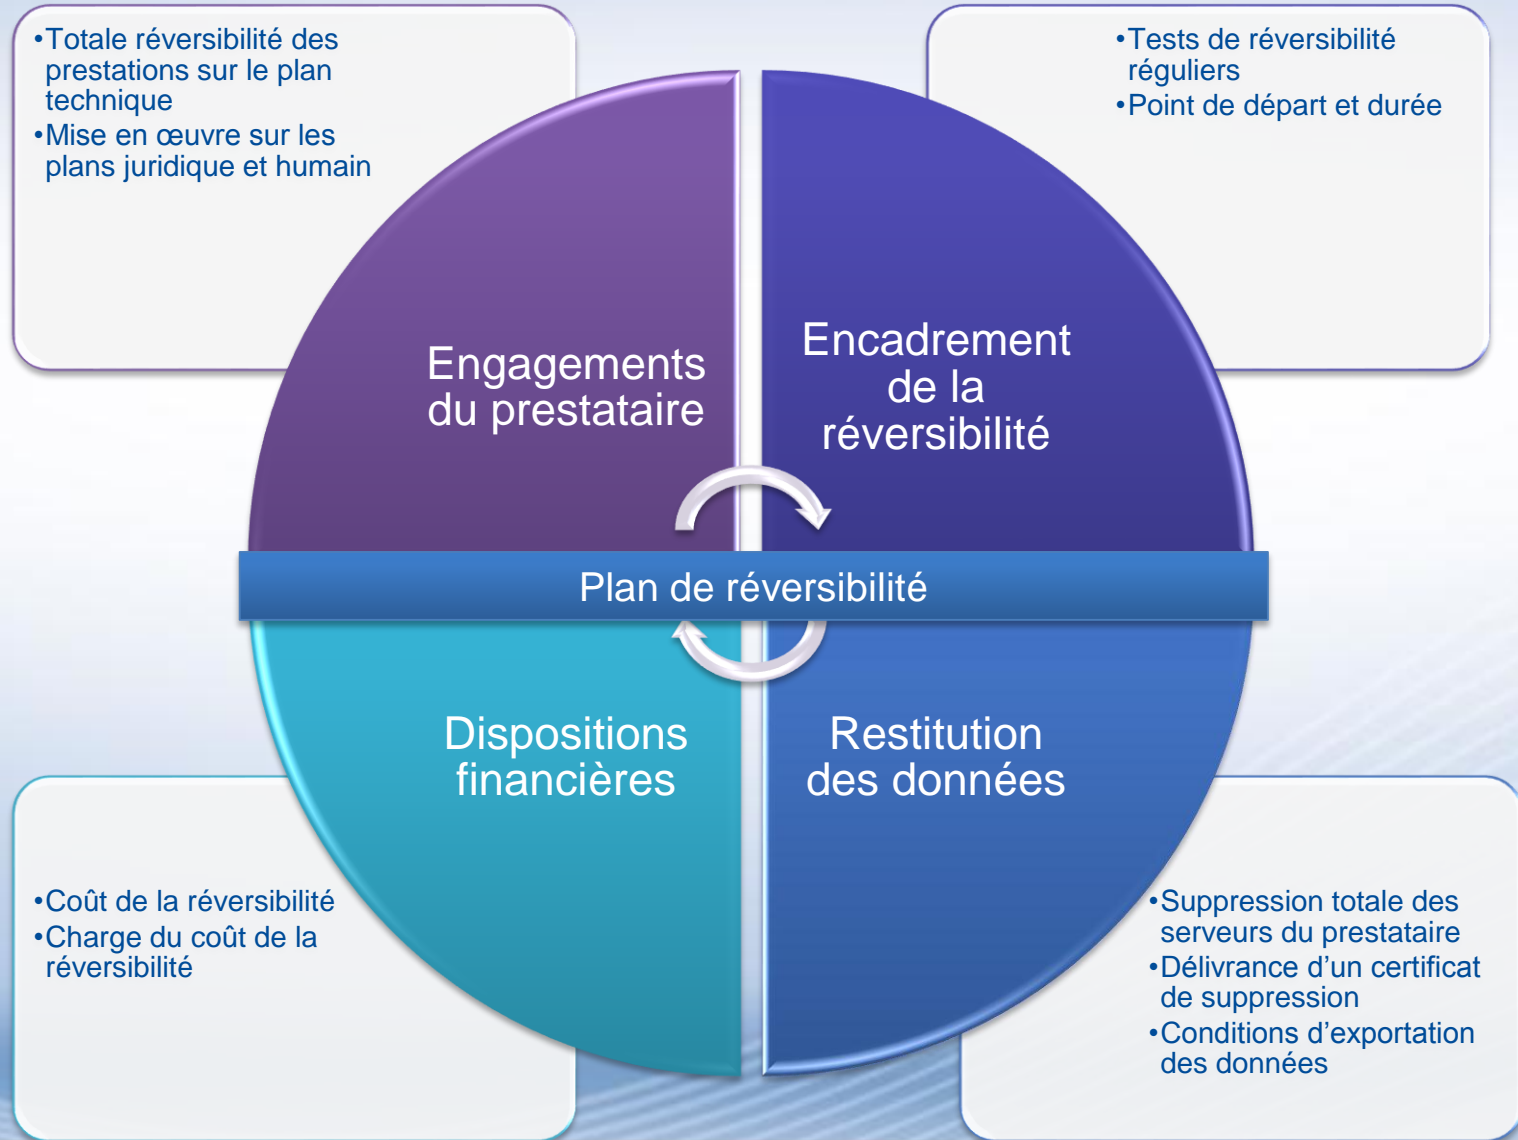 •Totale réversibilité des
prestations sur le plan
technique
•Mise en œuvre sur les
plans juridique et humain
•Tests de réversibilité
réguliers
•Point de départ et durée
Engagements
du prestataire
Encadrement
de la
réversibilité
Plan de réversibilité
Dispositions
financières
Restitution
des données
•Coût de la réversibilité
•Charge du coût de la
réversibilité
•Suppression totale des
serveurs du prestataire
•Délivrance d’un certificat
de suppression
•Conditions d’exportation
des données